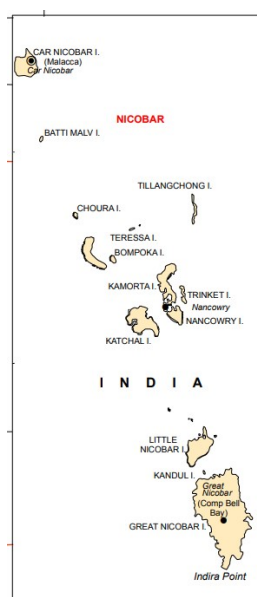 CAR NICOBAR I.
(Malacca)
Car Nicobar
BATTI MALV I.
NICOBAR
TILLANGCHONG I.
CHOURA I.
TERESSA I.
BOMPOKA I.
KAMORTA I.
TRINKET I.
Nancowry
NANCOWRY I.
KATCHAL I.
INDIA
LITTLE
NICOBAR I.
KANDUL I.
Great
Nicobar
(Comp Bell
Bay)
GREAT NICOBAR I.
Indira Point